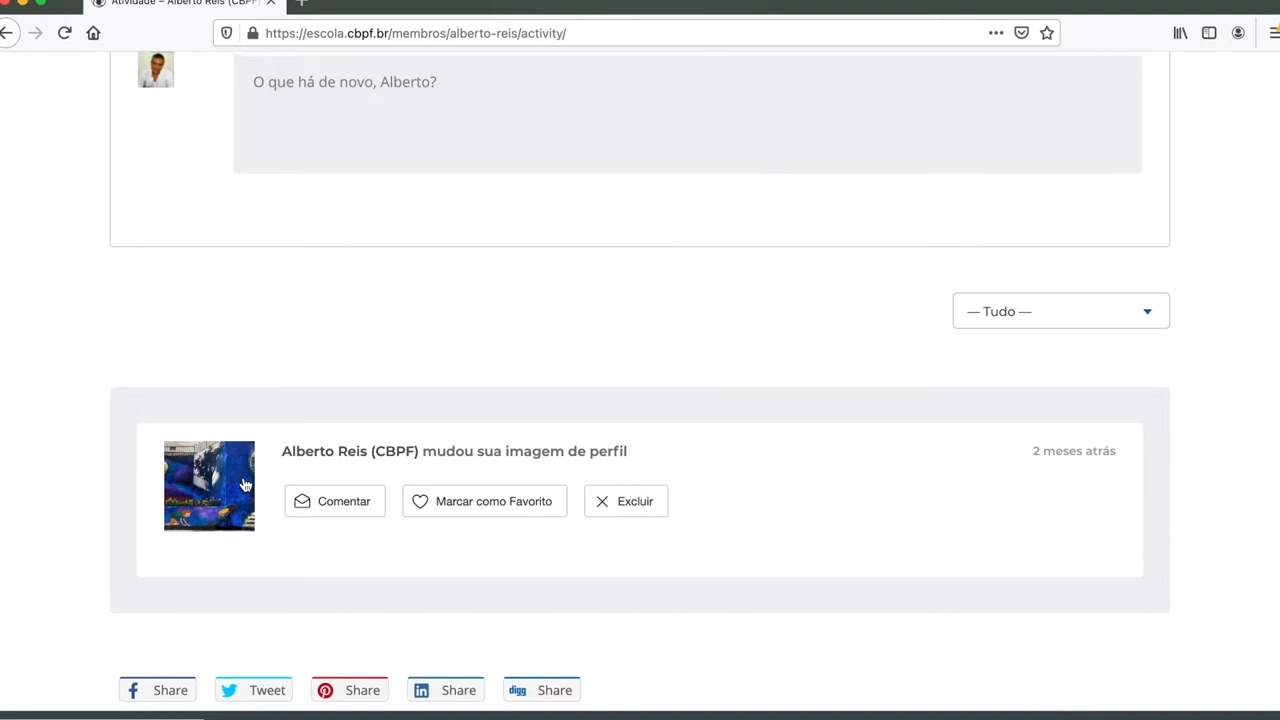 Atividade – Alberto Reis (CBPF)
https://escola.cbpf.br/membros/alberto-reis/activity/
O que há de novo, Alberto?
— Tudo —
Alberto Reis (CBPF) mudou sua imagem de perfil
2 meses atrás
Comentar
Marcar como Favorito
Excluir
Share
Tweet
Share
Share
digg Share